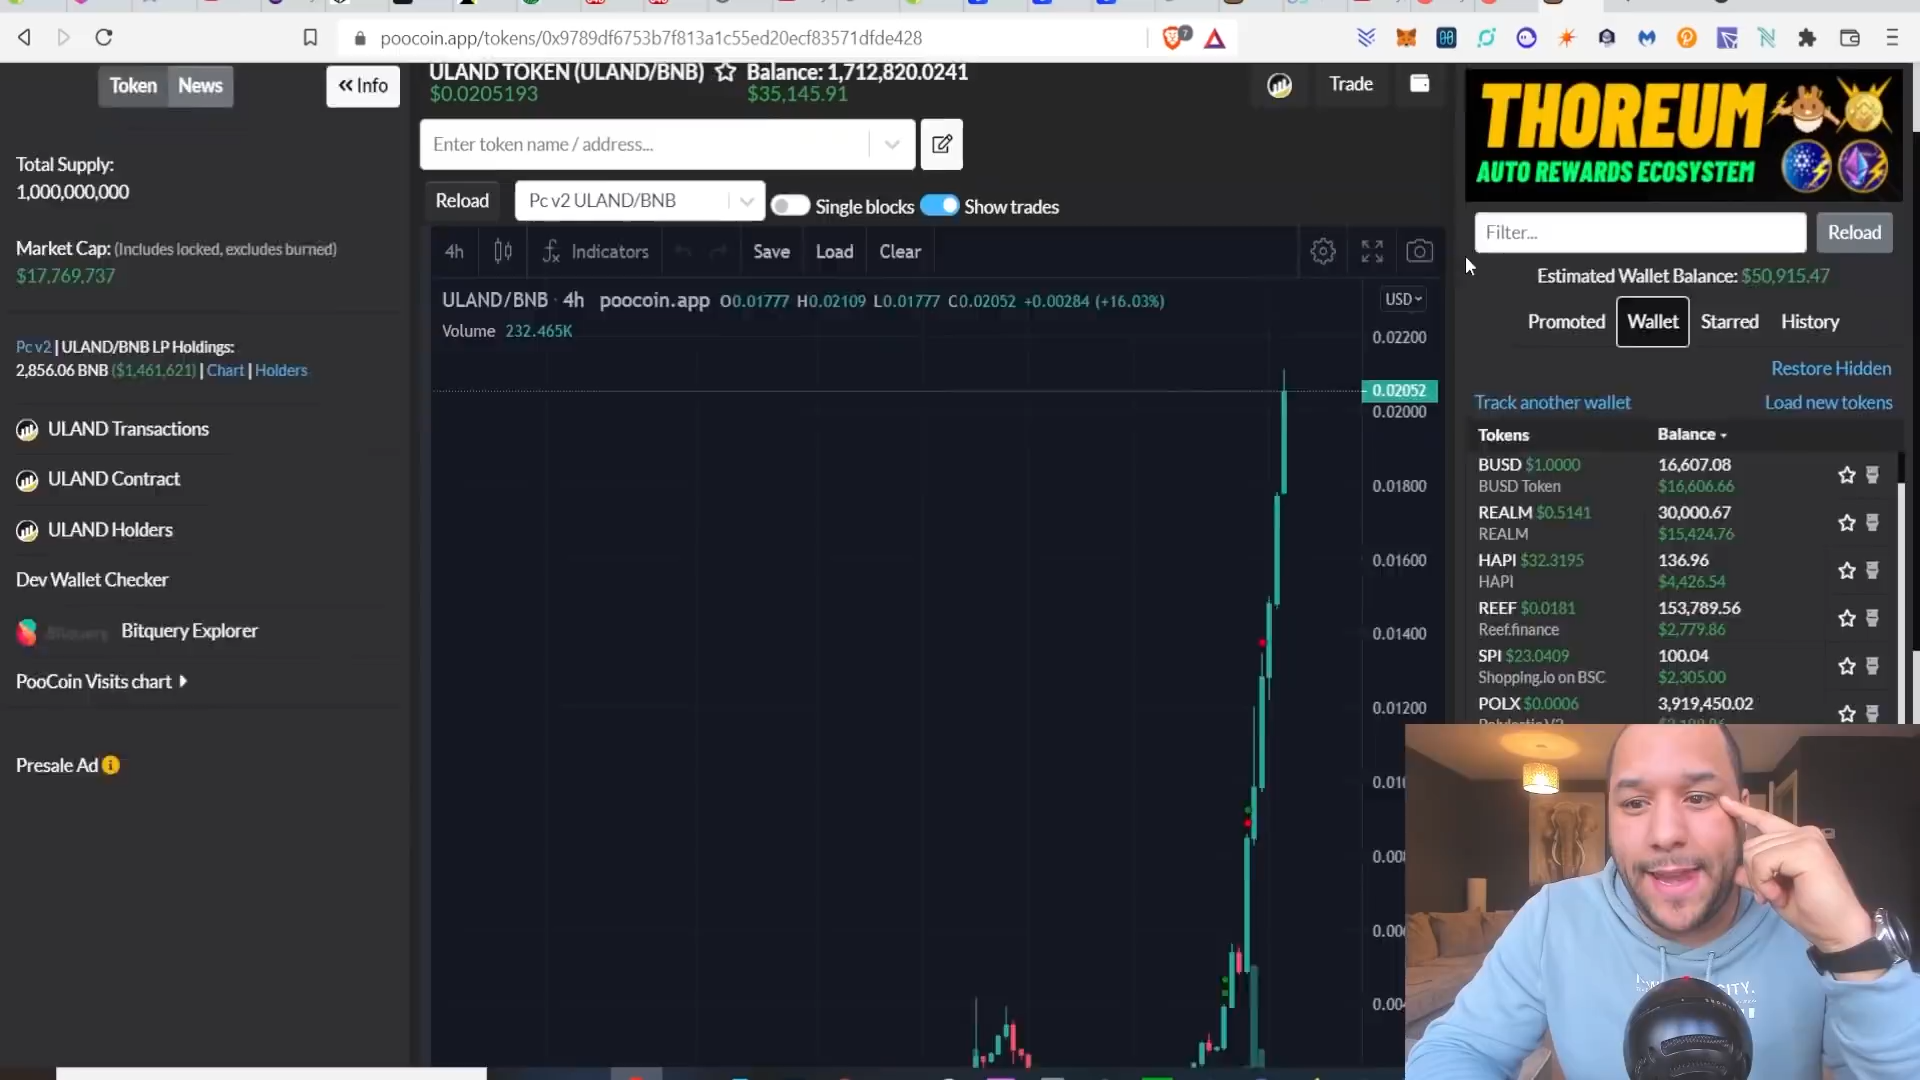 poocoin.app/tokens/0x9789df6753b7f813a1c55ed20ecf83571dfde428
7
Token
News
« Info
Total Supply:
1,000,000,000
Market Cap: (Includes locked, excludes burned)
$17,769,737
Pc v2 | ULAND/BNB LP Holdings:
2,856.06 BNB ($1,461,621) | Chart | Holders
ULAND Transactions
ULAND Contract
ULAND Holders
Dev Wallet Checker
Bitquery Explorer
PooCoin Visits chart
Presale Ad
ULAND TOKEN (ULAND/BNB)
$0.0205193
Balance: 1,712,820.0241
$35,145.91
Trade
Enter token name / address...
Reload
Pc v2 ULAND/BNB
Single blocks
Show trades
4h
Indicators
Save
Load
Clear
ULAND/BNB · 4h poocoin.app O0.01777 H0.02109 L0.01777 C0.02052 +0.00284 (+16.03%)
Volume 232.465K
USD
0.02200
0.02052
0.02000
0.01800
0.01600
0.01400
0.01200
THOREUM
AUTO REWARDS ECOSYSTEM
Filter...
Reload
Estimated Wallet Balance: $50,915.47
Promoted
Wallet
Starred
History
Restore Hidden
Track another wallet
Load new tokens
Tokens
Balance
BUSD $1.0000 16,607.08
BUSD Token $16,606.66
REALM $0.5141 30,000.67
REALM $15,424.76
HAPI $32.3195 136.96
HAPI $4,426.54
REEF $0.0181 153,789.56
Reef.finance $2,779.86
SPI $23.0409 100.04
Shopping.io on BSC $2,305.00
POLX $0.0006 3,919,450.02